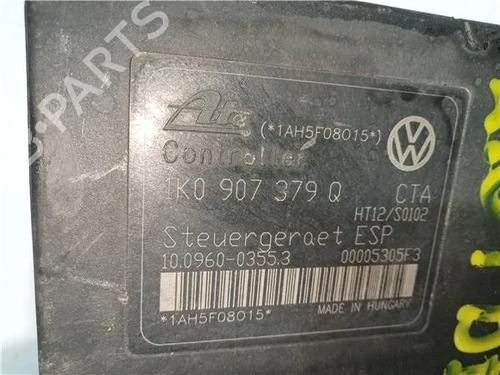 PARTS
Ate (*1AH5F08015*)
Controller
1K0 907 379 Q CTA
HT12/S0102
Steuergeraet ESP
10.0960-0355.3 00005305F3
*1AH5F08015* MADE IN HUNGARY